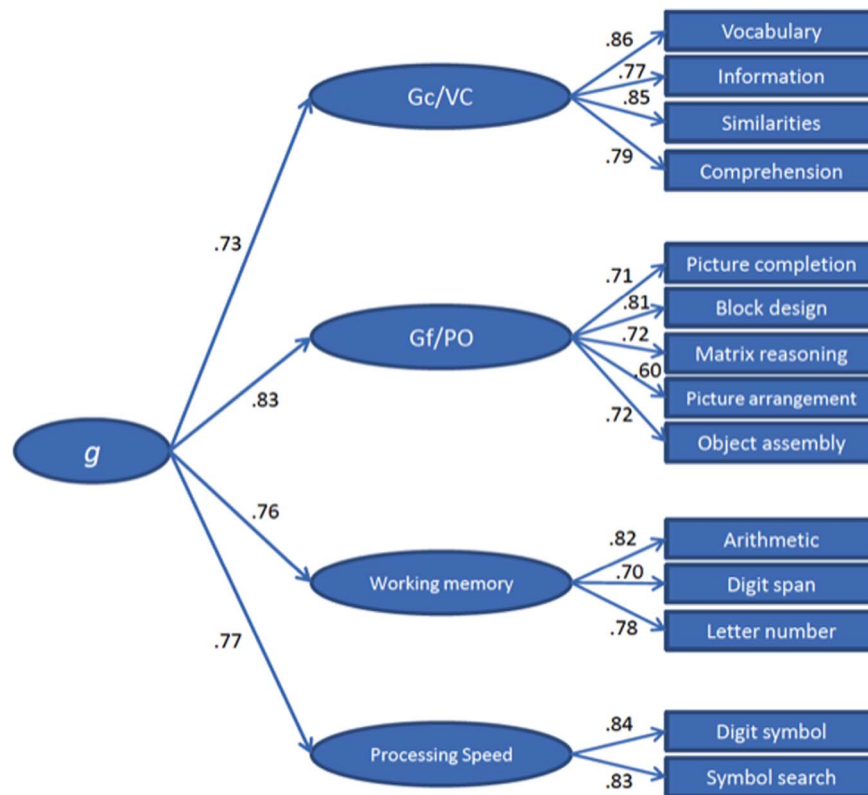 .86
Vocabulary
.77
Information
Gc/VC
.85
Similarities
.79
Comprehension
.73
.71
Picture completion
.81
Block design
Gf/PO
.72
Matrix reasoning
.60
Picture arrangement
.83
.72
Object assembly
g
.76
.82
Arithmetic
.70
Digit span
Working memory
.78
Letter number
.77
.84
Digit symbol
Processing Speed
.83
Symbol search